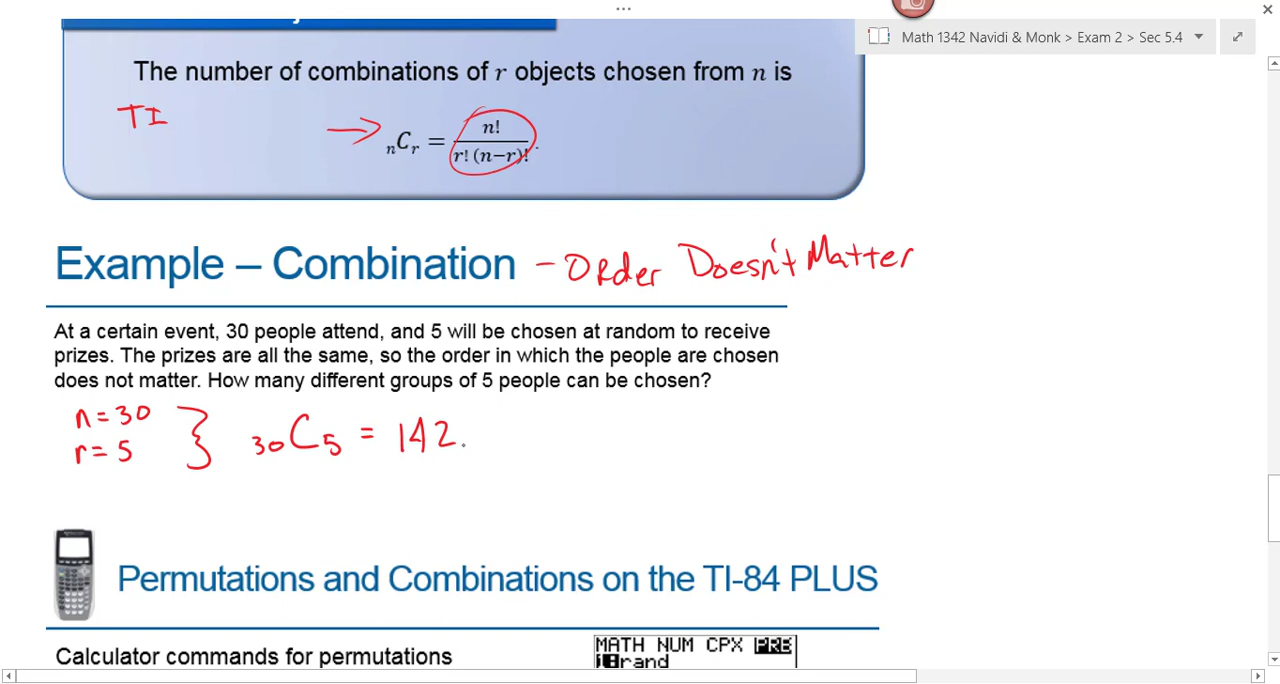 Math 1342 Navidi & Monk > Exam 2 > Sec 5.4
The number of combinations of r objects chosen from n is
TI
→ nCr = n! / r! (n−r)! .
Example – Combination - Order Doesn't Matter
At a certain event, 30 people attend, and 5 will be chosen at random to receive
prizes. The prizes are all the same, so the order in which the people are chosen
does not matter. How many different groups of 5 people can be chosen?
n = 30
r = 5 } 30C5 = 142
Permutations and Combinations on the TI-84 PLUS
MATH NUM CPX PRB
Calculator commands for permutations
1:rand